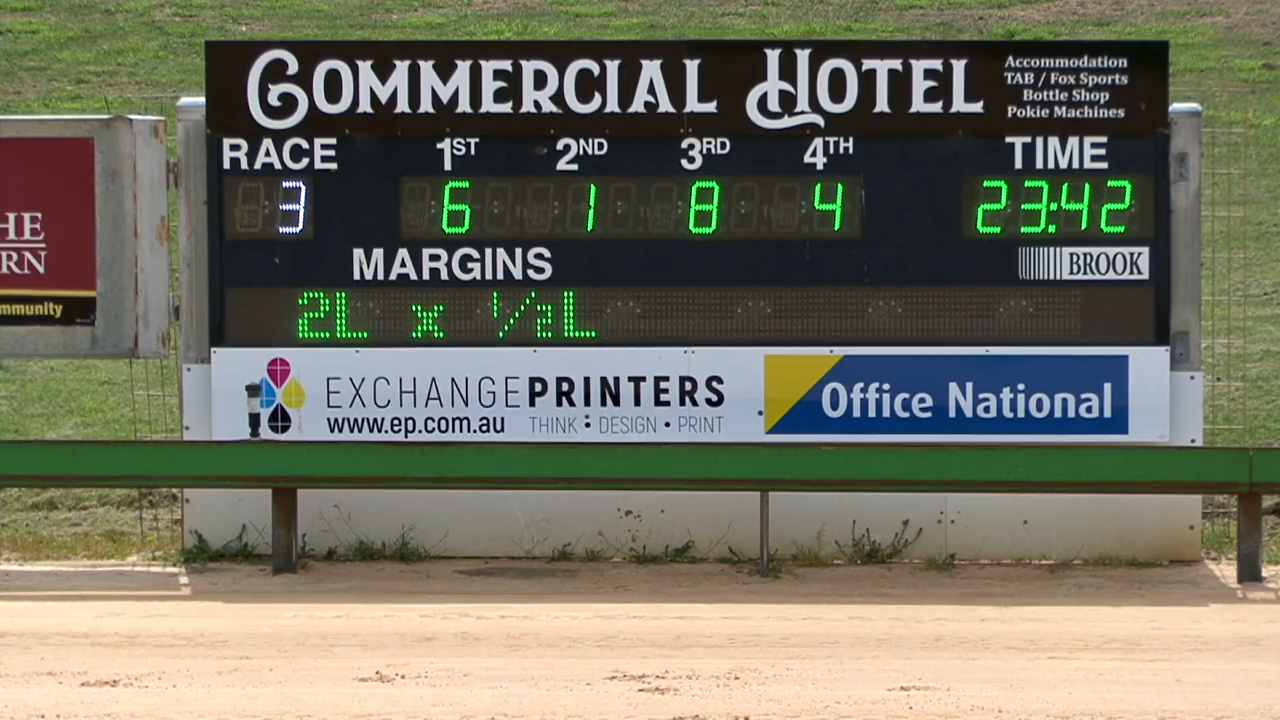 COMMERCIAL HOTEL
Accommodation
TAB / Fox Sports
Bottle Shop
Pokie Machines
RACE 1ST 2ND 3RD 4TH TIME
3 6 1 8 4 23:42
MARGINS
BROOK
2L x ½L
HE
RN
mmunity
EXCHANGEPRINTERS
www.ep.com.au THINK : DESIGN • PRINT
Office National